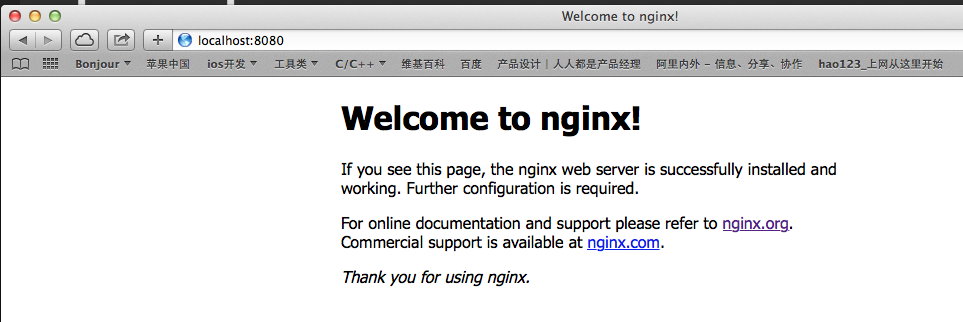 Welcome to nginx!
localhost:8080
Bonjour 苹果中国 ios开发 工具类 C/C++ 维基百科 百度 产品设计 | 人人都是产品经理 阿里内外 - 信息、分享、协作 hao123_上网从这里开始
Welcome to nginx!
If you see this page, the nginx web server is successfully installed and
working. Further configuration is required.
For online documentation and support please refer to nginx.org.
Commercial support is available at nginx.com.
Thank you for using nginx.